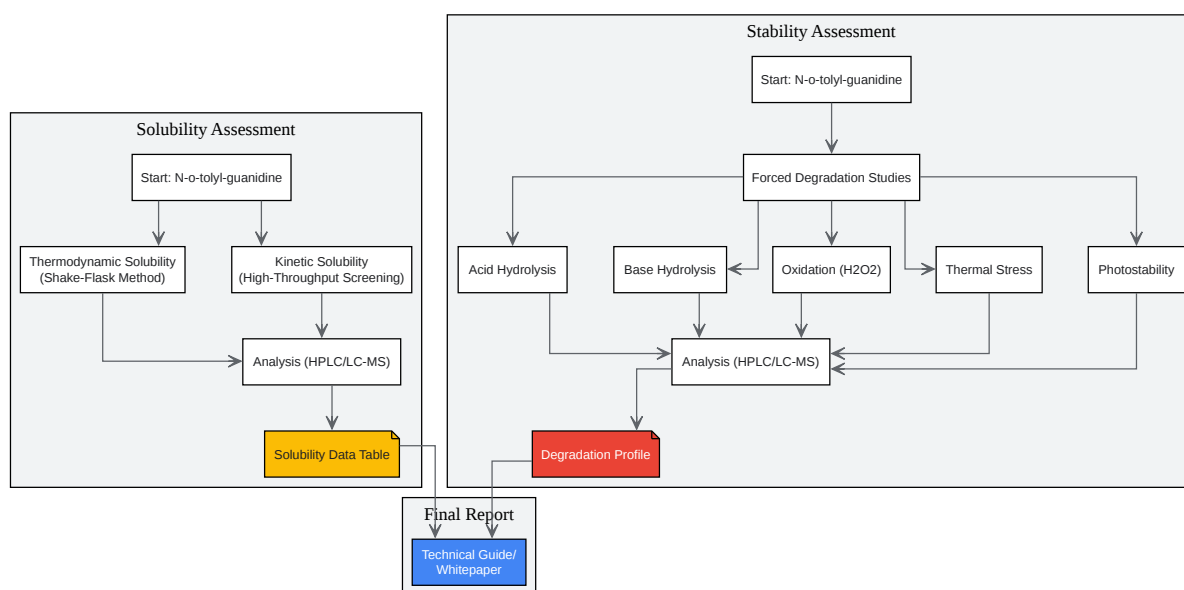 Stability Assessment
Start: N-o-tolyl-guanidine
Solubility Assessment
Start: N-o-tolyl-guanidine
Forced Degradation Studies
Thermodynamic Solubility
(Shake-Flask Method)
Kinetic Solubility
(High-Throughput Screening)
Acid Hydrolysis
Base Hydrolysis
Oxidation (H2O2)
Thermal Stress
Photostability
Analysis (HPLC/LC-MS)
Analysis (HPLC/LC-MS)
Solubility Data Table
Degradation Profile
Final Report
Technical Guide/
Whitepaper